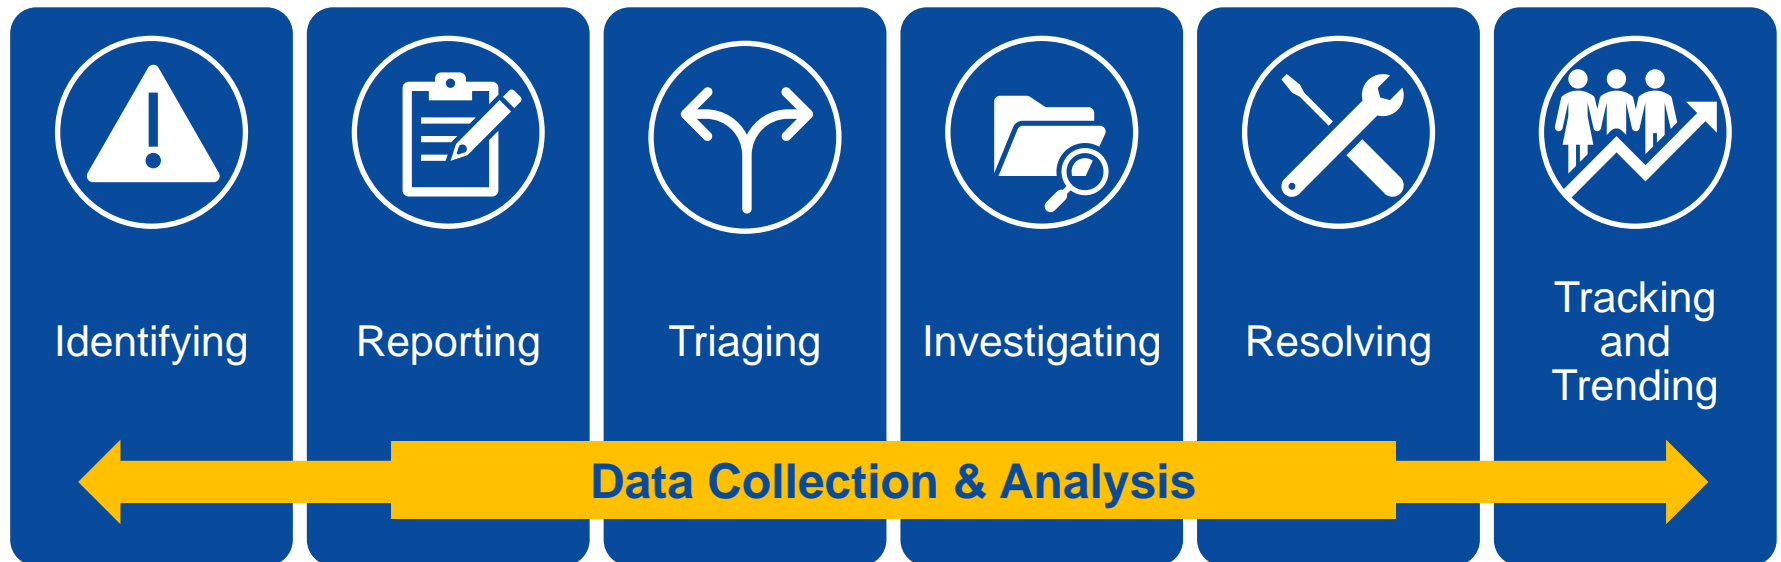 Identifying
Reporting
Triaging
Investigating
Resolving
Tracking
and
Trending
Data Collection & Analysis